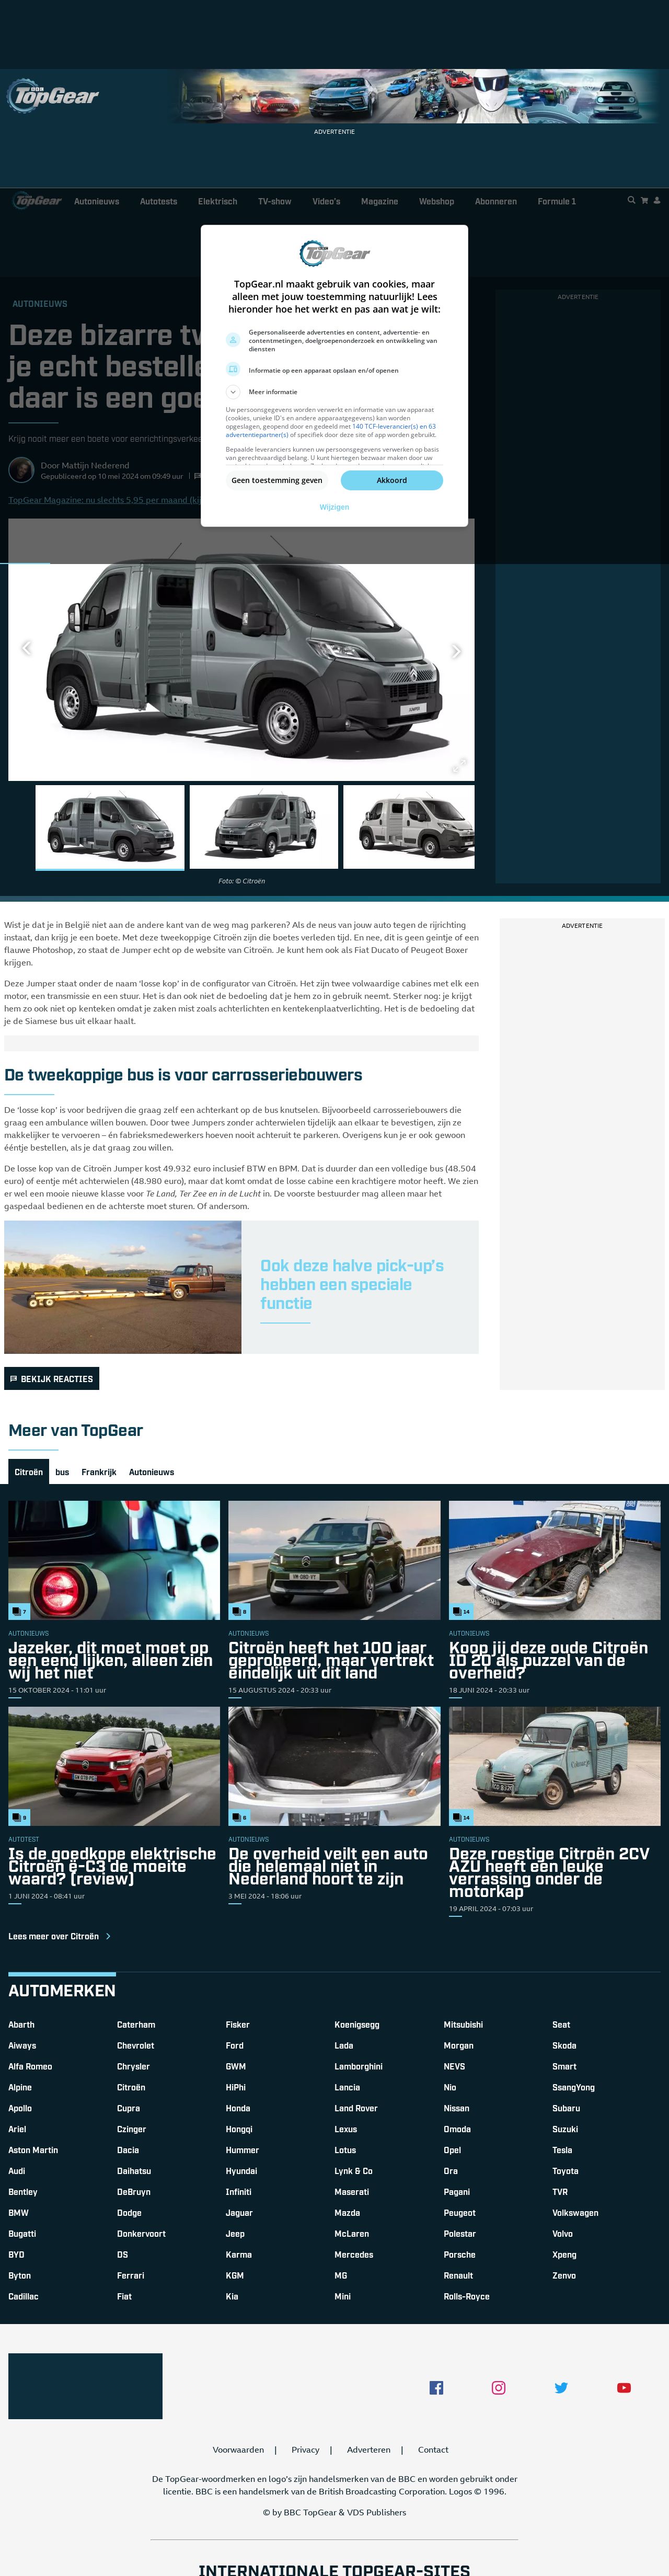 TopGear
ADVERTENTIE
TopGear
Autonieuws
Autotests
Elektrisch
TV-show
Video's
Magazine
Webshop
Abonneren
Formule 1
TopGear
TopGear.nl maakt gebruik van cookies, maar
alleen met jouw toestemming natuurlijk! Lees
hieronder hoe het werkt en pas aan wat je wilt:
Gepersonaliseerde advertenties en content, advertentie- en
contentmetingen, doelgroepenonderzoek en ontwikkeling van
diensten
Informatie op een apparaat opslaan en/of openen
Meer informatie
Uw persoonsgegevens worden verwerkt en informatie van uw apparaat
(cookies, unieke ID's en andere apparaatgegevens) kan worden
opgeslagen, geopend door en gedeeld met 140 TCF-leverancier(s) en 63
advertentiepartner(s) of specifiek door deze site of app worden gebruikt.
Bepaalde leveranciers kunnen uw persoonsgegevens verwerken op basis
van gerechtvaardigd belang. U kunt hiertegen bezwaar maken door uw
Geen toestemming geven
Akkoord
Wijzigen
AUTONIEUWS
Deze bizarre tw
je echt bestelle
daar is een goe
Krijg nooit meer een boete voor eenrichtingsverke
Door Mattijn Nederend
Gepubliceerd op 10 mei 2024 om 09:49 uur
TopGear Magazine: nu slechts 5,95 per maand (kl
ADVERTENTIE
Foto: © Citroën
Wist je dat je in België niet aan de andere kant van de weg mag parkeren? Als de neus van jouw auto tegen de rijrichting
instaat, dan krijg je een boete. Met deze tweekoppige Citroën zijn die boetes verleden tijd. En nee, dit is geen geintje of een
flauwe Photoshop, zo staat de Jumper echt op de website van Citroën. Je kunt hem ook als Fiat Ducato of Peugeot Boxer
krijgen.
Deze Jumper staat onder de naam ‘losse kop’ in de configurator van Citroën. Het zijn twee volwaardige cabines met elk een
motor, een transmissie en een stuur. Het is dan ook niet de bedoeling dat je hem zo in gebruik neemt. Sterker nog: je krijgt
hem zo ook niet op kenteken omdat je zaken mist zoals achterlichten en kentekenplaatverlichting. Het is de bedoeling dat
je de Siamese bus uit elkaar haalt.
ADVERTENTIE
De tweekoppige bus is voor carrosseriebouwers
De ‘losse kop’ is voor bedrijven die graag zelf een achterkant op de bus knutselen. Bijvoorbeeld carrosseriebouwers die
graag een ambulance willen bouwen. Door twee Jumpers zonder achterwielen tijdelijk aan elkaar te bevestigen, zijn ze
makkelijker te vervoeren – én fabrieksmedewerkers hoeven nooit achteruit te parkeren. Overigens kun je er ook gewoon
ééntje bestellen, als je dat graag zou willen.
De losse kop van de Citroën Jumper kost 49.932 euro inclusief BTW en BPM. Dat is duurder dan een volledige bus (48.504
euro) of eentje mét achterwielen (48.980 euro), maar dat komt omdat de losse cabine een krachtigere motor heeft. We zien
er wel een mooie nieuwe klasse voor Te Land, Ter Zee en in de Lucht in. De voorste bestuurder mag alleen maar het
gaspedaal bedienen en de achterste moet sturen. Of andersom.
Ook deze halve pick-up’s
hebben een speciale
functie
BEKIJK REACTIES
Meer van TopGear
Citroën
bus
Frankrijk
Autonieuws
7
8
14
AUTONIEUWS
Jazeker, dit moet moet op
een eend lijken, alleen zien
wij het niet
15 OKTOBER 2024 - 11:01 uur
AUTONIEUWS
Citroën heeft het 100 jaar
geprobeerd, maar vertrekt
eindelijk uit dit land
15 AUGUSTUS 2024 - 20:33 uur
AUTONIEUWS
Koop jij deze oude Citroën
ID 20 als puzzel van de
overheid?
18 JUNI 2024 - 20:33 uur
8
6
14
AUTOTEST
Is de goedkope elektrische
Citroën ë-C3 de moeite
waard? (review)
1 JUNI 2024 - 08:41 uur
AUTONIEUWS
De overheid veilt een auto
die helemaal niet in
Nederland hoort te zijn
3 MEI 2024 - 18:06 uur
AUTONIEUWS
Deze roestige Citroën 2CV
AZU heeft een leuke
verrassing onder de
motorkap
19 APRIL 2024 - 07:03 uur
Lees meer over Citroën
AUTOMERKEN
Abarth
Aiways
Alfa Romeo
Alpine
Apollo
Ariel
Aston Martin
Audi
Bentley
BMW
Bugatti
BYD
Byton
Cadillac
Caterham
Chevrolet
Chrysler
Citroën
Cupra
Czinger
Dacia
Daihatsu
DeBruyn
Dodge
Donkervoort
DS
Ferrari
Fiat
Fisker
Ford
GWM
HiPhi
Honda
Hongqi
Hummer
Hyundai
Infiniti
Jaguar
Jeep
Karma
KGM
Kia
Koenigsegg
Lada
Lamborghini
Lancia
Land Rover
Lexus
Lotus
Lynk & Co
Maserati
Mazda
McLaren
Mercedes
MG
Mini
Mitsubishi
Morgan
NEVS
Nio
Nissan
Omoda
Opel
Ora
Pagani
Peugeot
Polestar
Porsche
Renault
Rolls-Royce
Seat
Skoda
Smart
SsangYong
Subaru
Suzuki
Tesla
Toyota
TVR
Volkswagen
Volvo
Xpeng
Zenvo
Voorwaarden |
Privacy |
Adverteren |
Contact
De TopGear-woordmerken en logo's zijn handelsmerken van de BBC en worden gebruikt onder
licentie. BBC is een handelsmerk van de British Broadcasting Corporation. Logos © 1996.
© by BBC TopGear & VDS Publishers
INTERNATIONALE TOPGEAR-SITES